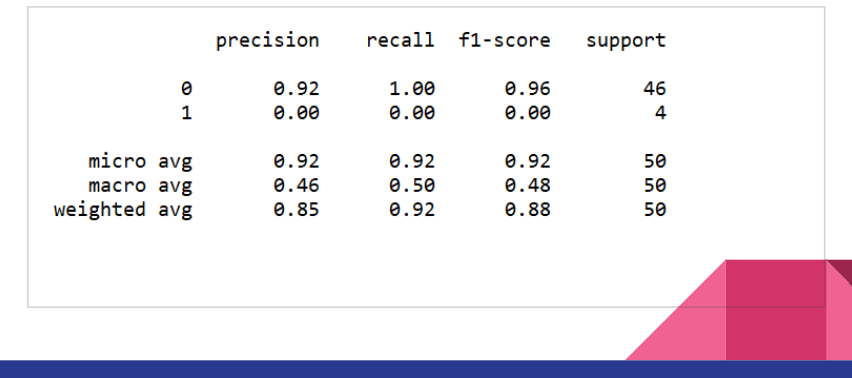 precision recall f1-score support
0 0.92 1.00 0.96 46
1 0.00 0.00 0.00 4
micro avg 0.92 0.92 0.92 50
macro avg 0.46 0.50 0.48 50
weighted avg 0.85 0.92 0.88 50